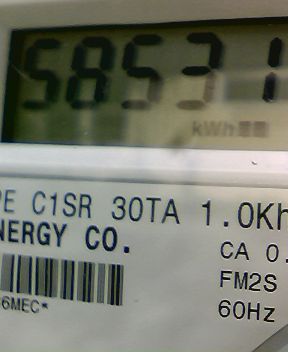 58531
kWh
PE C1SR 30TA 1.0Kh
NERGY CO.
CA 0.
FM2S
60Hz
6MEC*